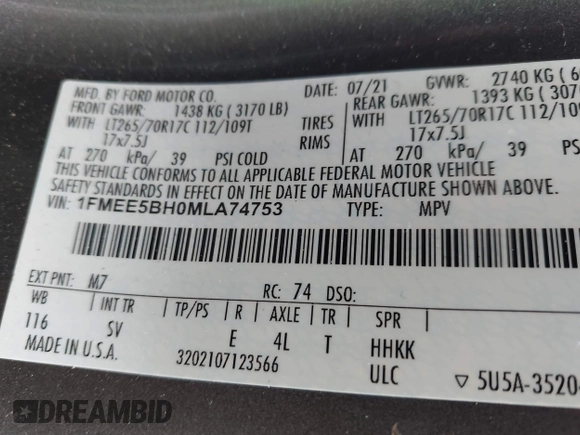 MFD. BY FORD MOTOR CO. DATE: 07/21 GVWR: 2740 KG
FRONT GAWR: 1438 KG (3170 LB) REAR GAWR: 1393 KG
WITH LT265/70R17C 112/109T TIRES WITH LT265/70R17C
17x7.5J RIMS 17x7.5J
AT 270 kPa/ 39 PSI COLD AT 270 kPa/ 39
THIS VEHICLE CONFORMS TO ALL APPLICABLE FEDERAL MOTOR VEHICLE
SAFETY STANDARDS IN EFFECT ON THE DATE OF MANUFACTURE SHOWN ABOVE.
VIN: 1FMEE5BH0MLA74753 TYPE: MPV
EXT PNT: M7 RC: 74 DSO:
WB INT TR TP/PS R AXLE TR SPR
116 SV E 4L T HHKK
MADE IN U.S.A. 3202107123566 ULC
▽ 5U5A-3520
DREAMBID